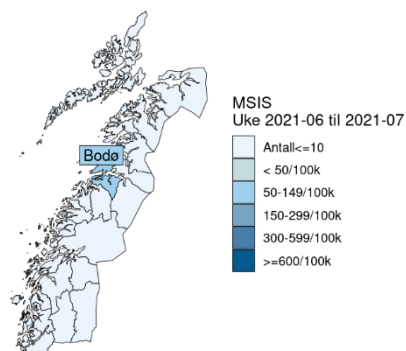 Bodø
MSIS
Uke 2021-06 til 2021-07
Antall<=10
< 50/100k
50-149/100k
150-299/100k
300-599/100k
>=600/100k